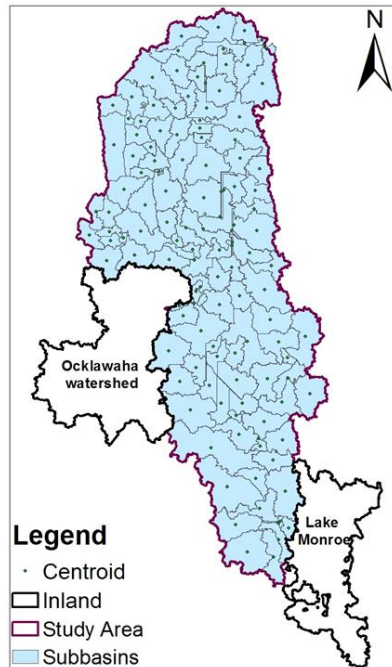 N
Ocklawaha
watershed
Lake
Monroe
Legend
Centroid
Inland
Study Area
Subbasins